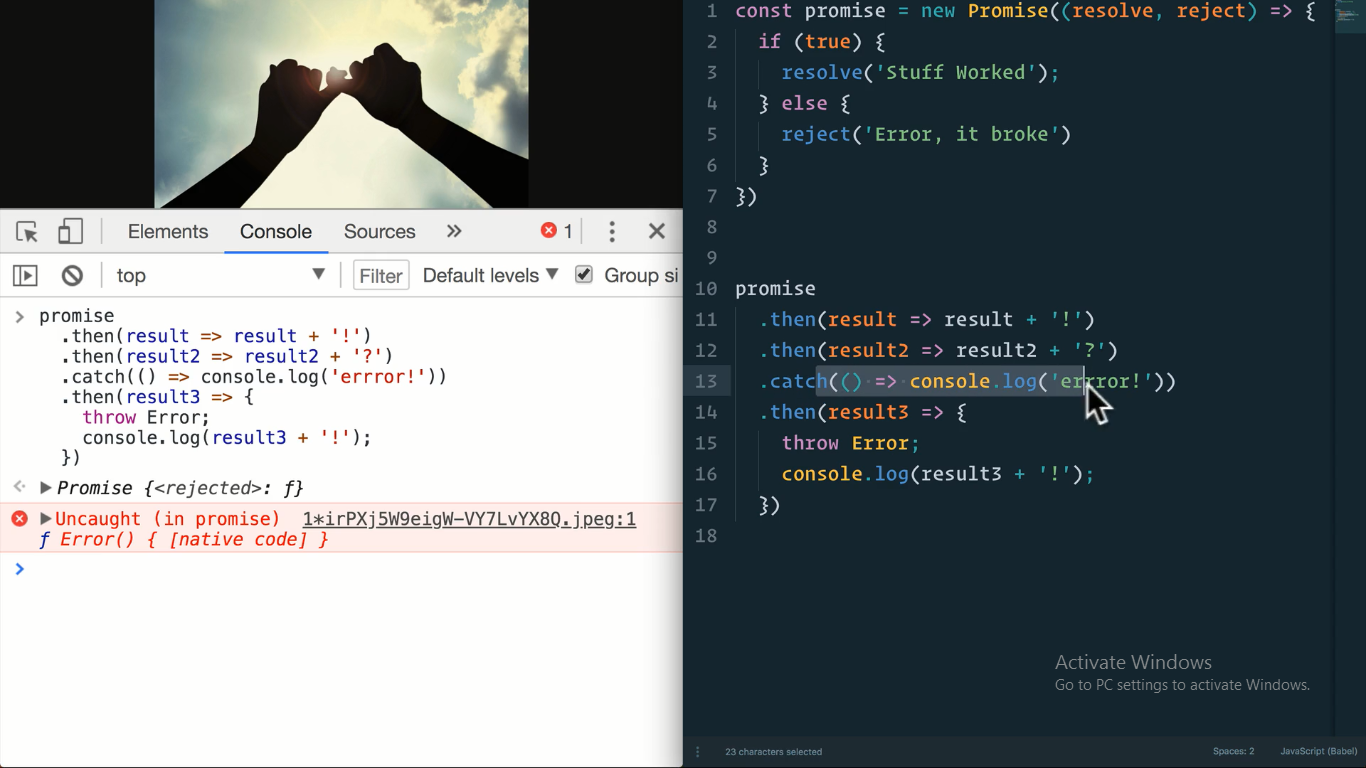 Elements Console Sources » 1
top Filter Default levels Group si
promise
.then(result => result + '!')
.then(result2 => result2 + '?')
.catch(() => console.log('errror!'))
.then(result3 => {
throw Error;
console.log(result3 + '!');
})
Promise {<rejected>: ƒ}
Uncaught (in promise) 1*irPXj5W9eigW-VY7LvYX8Q.jpeg:1
ƒ Error() { [native code] }
1 const promise = new Promise((resolve, reject) => {
2 if (true) {
3 resolve('Stuff Worked');
4 } else {
5 reject('Error, it broke')
6 }
7 })
8
9
10 promise
11 .then(result => result + '!')
12 .then(result2 => result2 + '?')
13 .catch(() => console.log('errror!'))
14 .then(result3 => {
15 throw Error;
16 console.log(result3 + '!');
17 })
18
Activate Windows
Go to PC settings to activate Windows.
23 characters selected Spaces: 2 JavaScript (Babel)